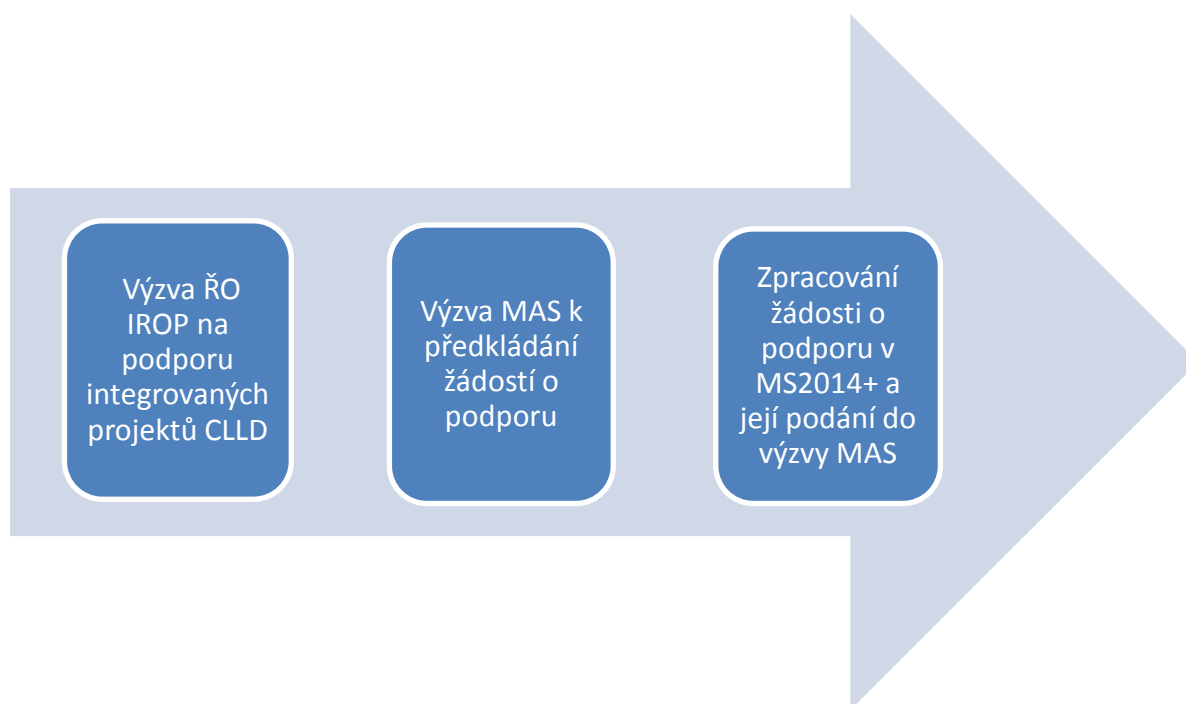 Výzva ŘO
IROP na
podporu
integrovaných
projektů CLLD
Výzva MAS k
předkládání
žádostí o
podporu
Zpracování
žádosti o
podporu v
MS2014+ a
její podání do
výzvy MAS